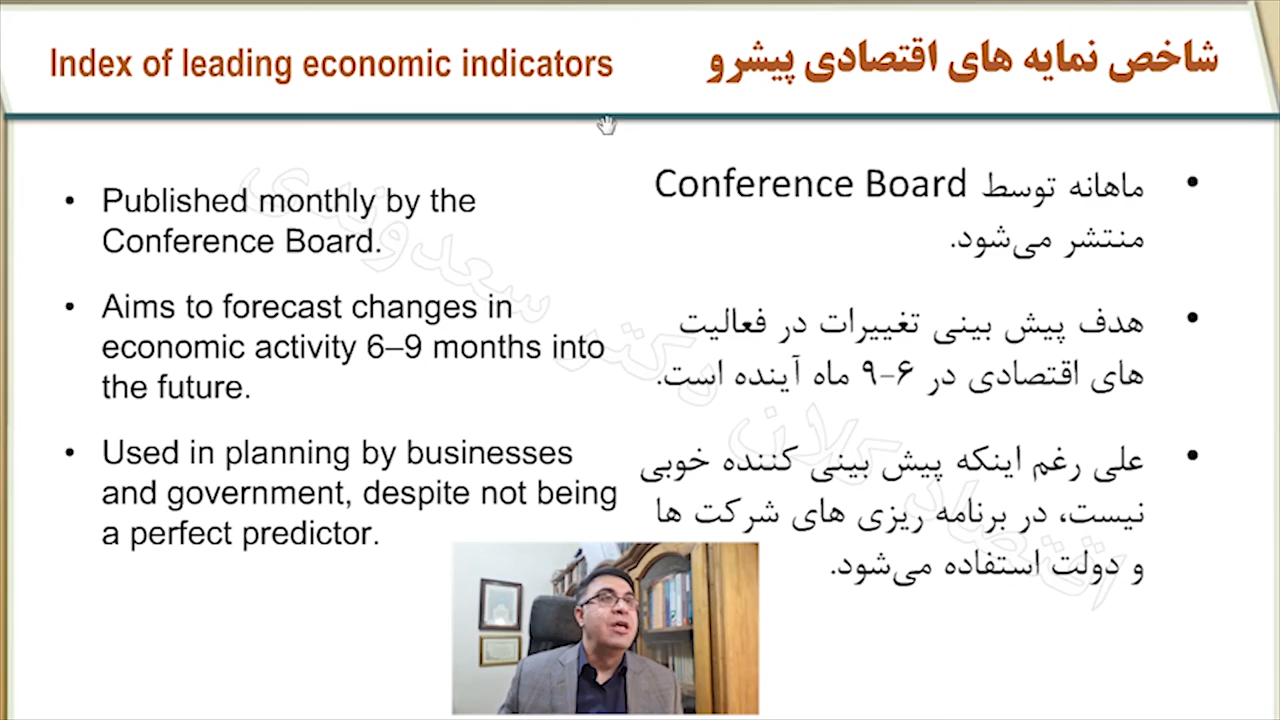 Index of leading economic indicators
شاخص نمایه های اقتصادی پیشرو
Published monthly by the
Conference Board.
Aims to forecast changes in
economic activity 6–9 months into
the future.
Used in planning by businesses
and government, despite not being
a perfect predictor.
ماهانه توسط Conference Board
منتشر می‌شود.
هدف پیش بینی تغییرات در فعالیت
های اقتصادی در ۶-۹ ماه آینده است.
علی رغم اینکه پیش بینی کننده خوبی
نیست، در برنامه ریزی های شرکت ها
و دولت استفاده می‌شود.
اقتصاد کلان دکتر سعدوندی